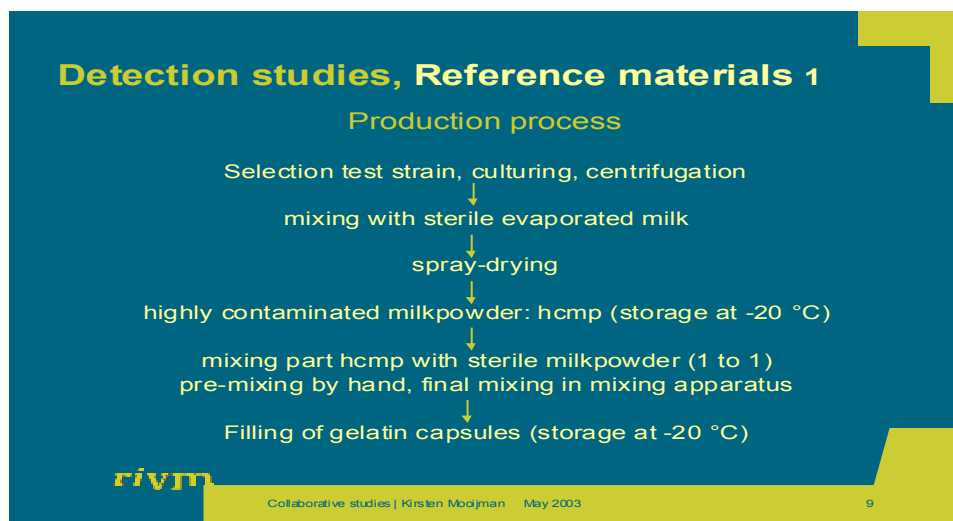 Detection studies, Reference materials 1
Production process
Selection test strain, culturing, centrifugation
mixing with sterile evaporated milk
spray-drying
highly contaminated milkpowder: hcmp (storage at -20 °C)
mixing part hcmp with sterile milkpowder (1 to 1)
pre-mixing by hand, final mixing in mixing apparatus
Filling of gelatin capsules (storage at -20 °C)
rivm
Collaborative studies | Kirsten Mooijman May 2003 9